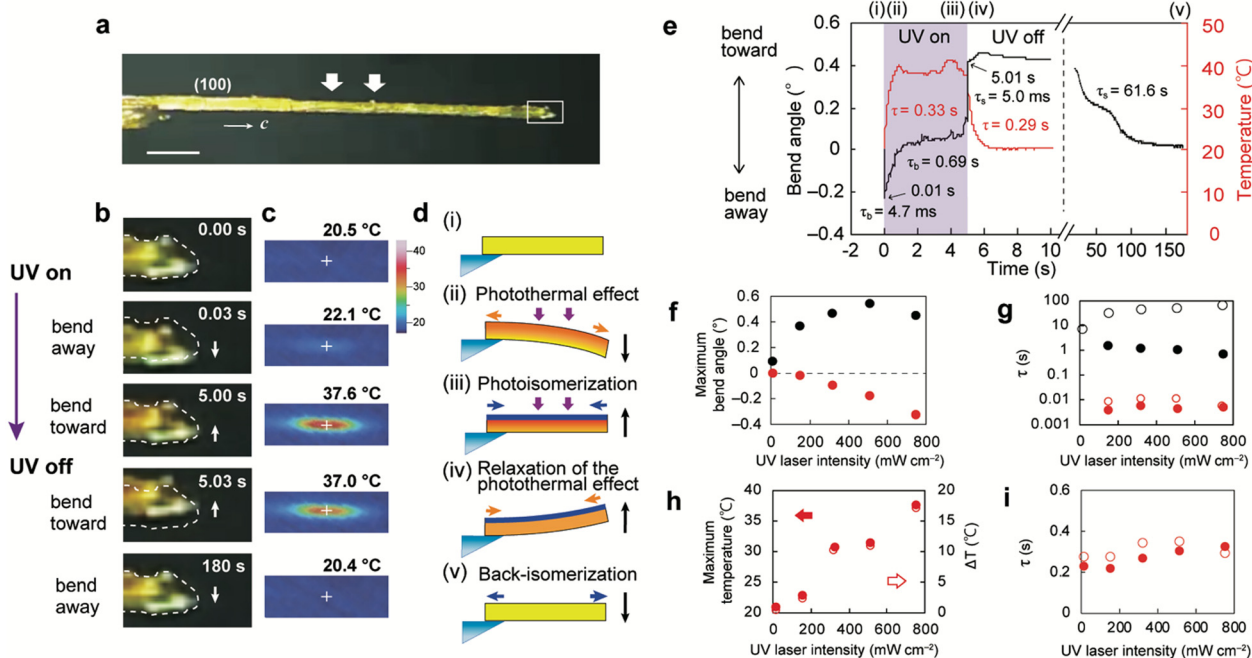 a
(100)
c
b
0.00 s
UV on
bend away
0.03 s
bend toward
5.00 s
UV off
bend toward
5.03 s
bend away
180 s
c
20.5 °C
40
30
20
22.1 °C
37.6 °C
37.0 °C
20.4 °C
d
(i)
(ii)
Photothermal effect
(iii)
Photoisomerization
(iv)
Relaxation of the
photothermal effect
(v)
Back-isomerization
e
bend
toward
bend
away
(i) (ii) (iii) (iv) (v)
Bend angle (°)
0.6
0.4
0.2
0
−0.2
−0.4
UV on
UV off
τ = 0.33 s
τb = 0.69 s
0.01 s
τb = 4.7 ms
5.01 s
τs = 5.0 ms
τ = 0.29 s
τs = 61.6 s
−2 0 2 4 6 8 10 50 100 150
Time (s)
50
40
30
20
10
0
Temperature (°C)
f
Maximum
bend angle (°)
0.6
0.4
0.2
0
−0.2
−0.4
0 200 400 600 800
UV laser intensity (mW cm−2)
g
τ (s)
100
10
1
0.1
0.01
0.001
0 200 400 600 800
UV laser intensity (mW cm−2)
h
Maximum
temperature (°C)
40
35
30
25
20
20
15
10
5
0
ΔT (°C)
0 200 400 600 800
UV laser intensity (mW cm−2)
i
τ (s)
0.6
0.4
0.2
0
0 200 400 600 800
UV laser intensity (mW cm−2)